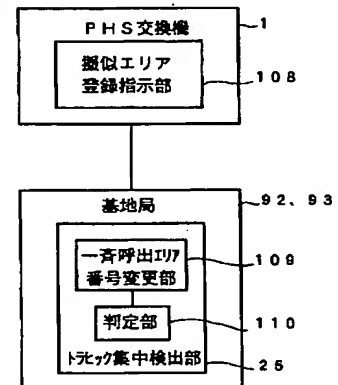 PHS交換機
1
擬似エリア
登録指示部
108
基地局
92、93
一斉呼出エリア
番号変更部
109
判定部
110
トラヒック集中検出部
25